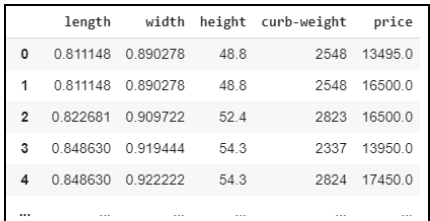 length width height curb-weight price
0 0.811148 0.890278 48.8 2548 13495.0
1 0.811148 0.890278 48.8 2548 16500.0
2 0.822681 0.909722 52.4 2823 16500.0
3 0.848630 0.919444 54.3 2337 13950.0
4 0.848630 0.922222 54.3 2824 17450.0
... ... ... ... ... ...